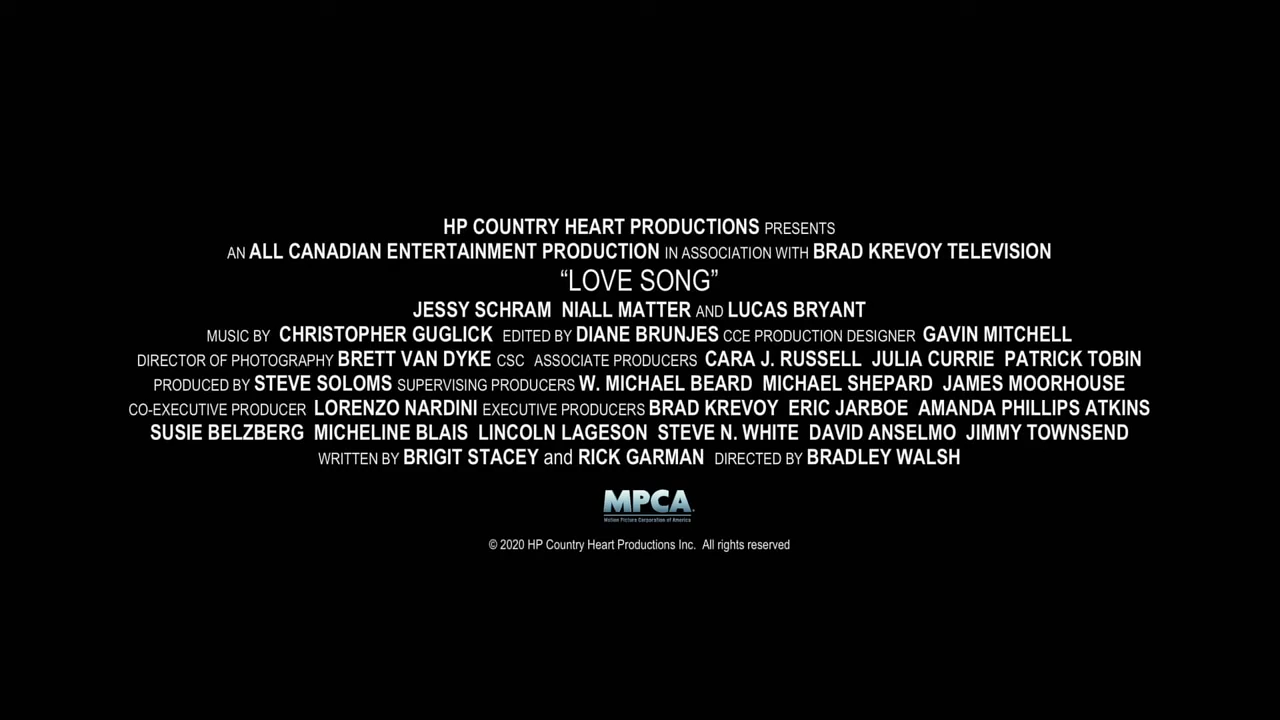 HP COUNTRY HEART PRODUCTIONS PRESENTS
AN ALL CANADIAN ENTERTAINMENT PRODUCTION IN ASSOCIATION WITH BRAD KREVOY TELEVISION
“LOVE SONG”
JESSY SCHRAM NIALL MATTER AND LUCAS BRYANT
MUSIC BY CHRISTOPHER GUGLICK EDITED BY DIANE BRUNJES CCE PRODUCTION DESIGNER GAVIN MITCHELL
DIRECTOR OF PHOTOGRAPHY BRETT VAN DYKE CSC ASSOCIATE PRODUCERS CARA J. RUSSELL JULIA CURRIE PATRICK TOBIN
PRODUCED BY STEVE SOLOMS SUPERVISING PRODUCERS W. MICHAEL BEARD MICHAEL SHEPARD JAMES MOORHOUSE
CO-EXECUTIVE PRODUCER LORENZO NARDINI EXECUTIVE PRODUCERS BRAD KREVOY ERIC JARBOE AMANDA PHILLIPS ATKINS
SUSIE BELZBERG MICHELINE BLAIS LINCOLN LAGESON STEVE N. WHITE DAVID ANSELMO JIMMY TOWNSEND
WRITTEN BY BRIGIT STACEY and RICK GARMAN DIRECTED BY BRADLEY WALSH
MPCA
Motion Picture Corporation of America
© 2020 HP Country Heart Productions Inc. All rights reserved